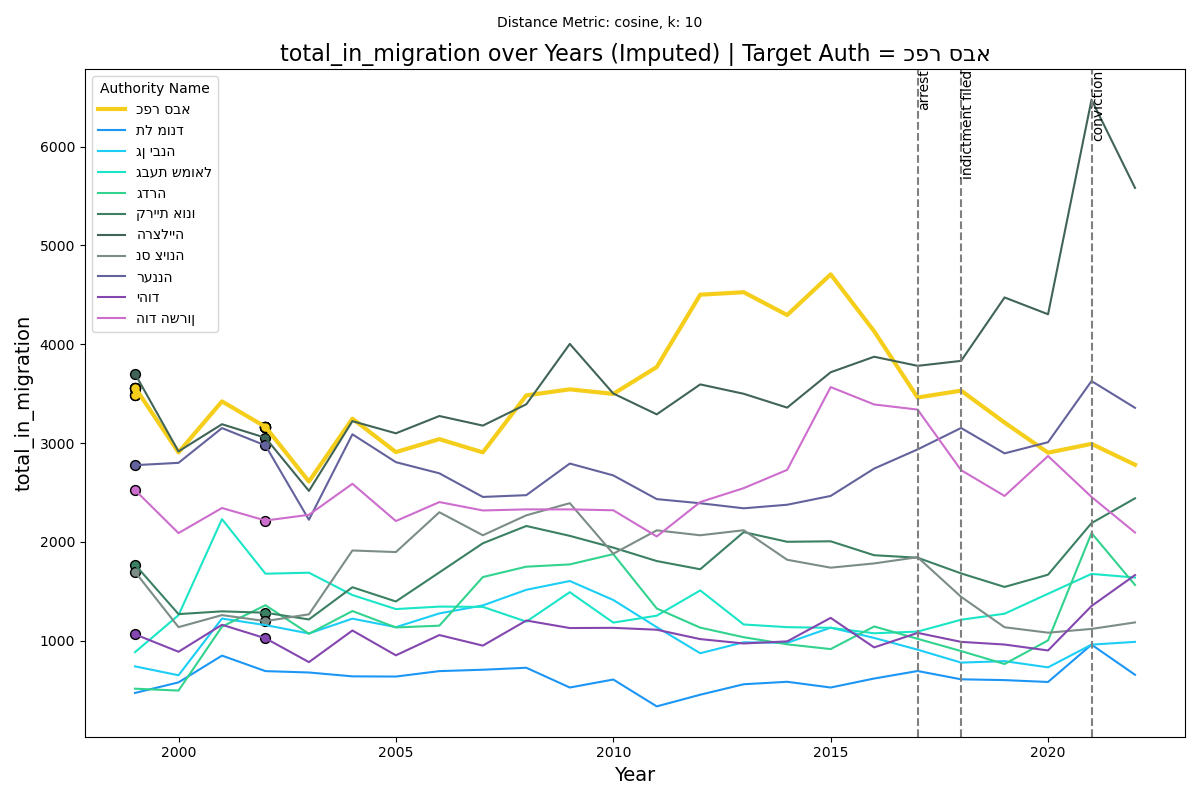 Distance Metric: cosine, k: 10
total_in_migration over Years (Imputed) | Target Auth = כפר סבא
Authority Name
כפר סבא
תל מונד
גן יבנה
גבעת שמואל
גדרה
קריית אונו
הרצלייה
נס ציונה
רעננה
יהוד
הוד השרון
arrest
indictment filed
conviction
6000
5000
4000
3000
2000
1000
total_in_migration
2000
2005
2010
2015
2020
Year